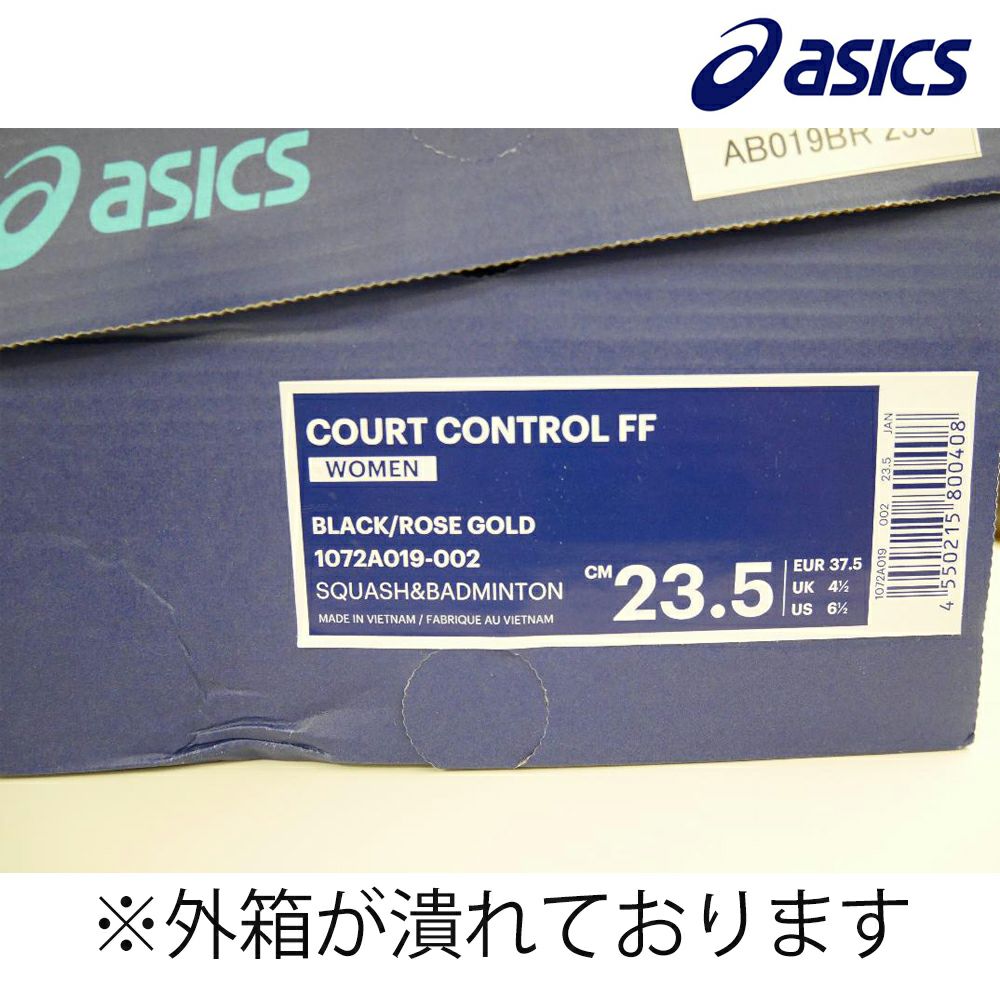 asics
AB019BR
asics
COURT CONTROL FF
WOMEN
BLACK/ROSE GOLD
1072A019-002
SQUASH&BADMINTON
MADE IN VIETNAM / FABRIQUE AU VIETNAM
CM 23.5
EUR 37.5
UK 4½
US 6½
1072A019 002 23.5 JAN
4 550215 800408
※外箱が潰れております